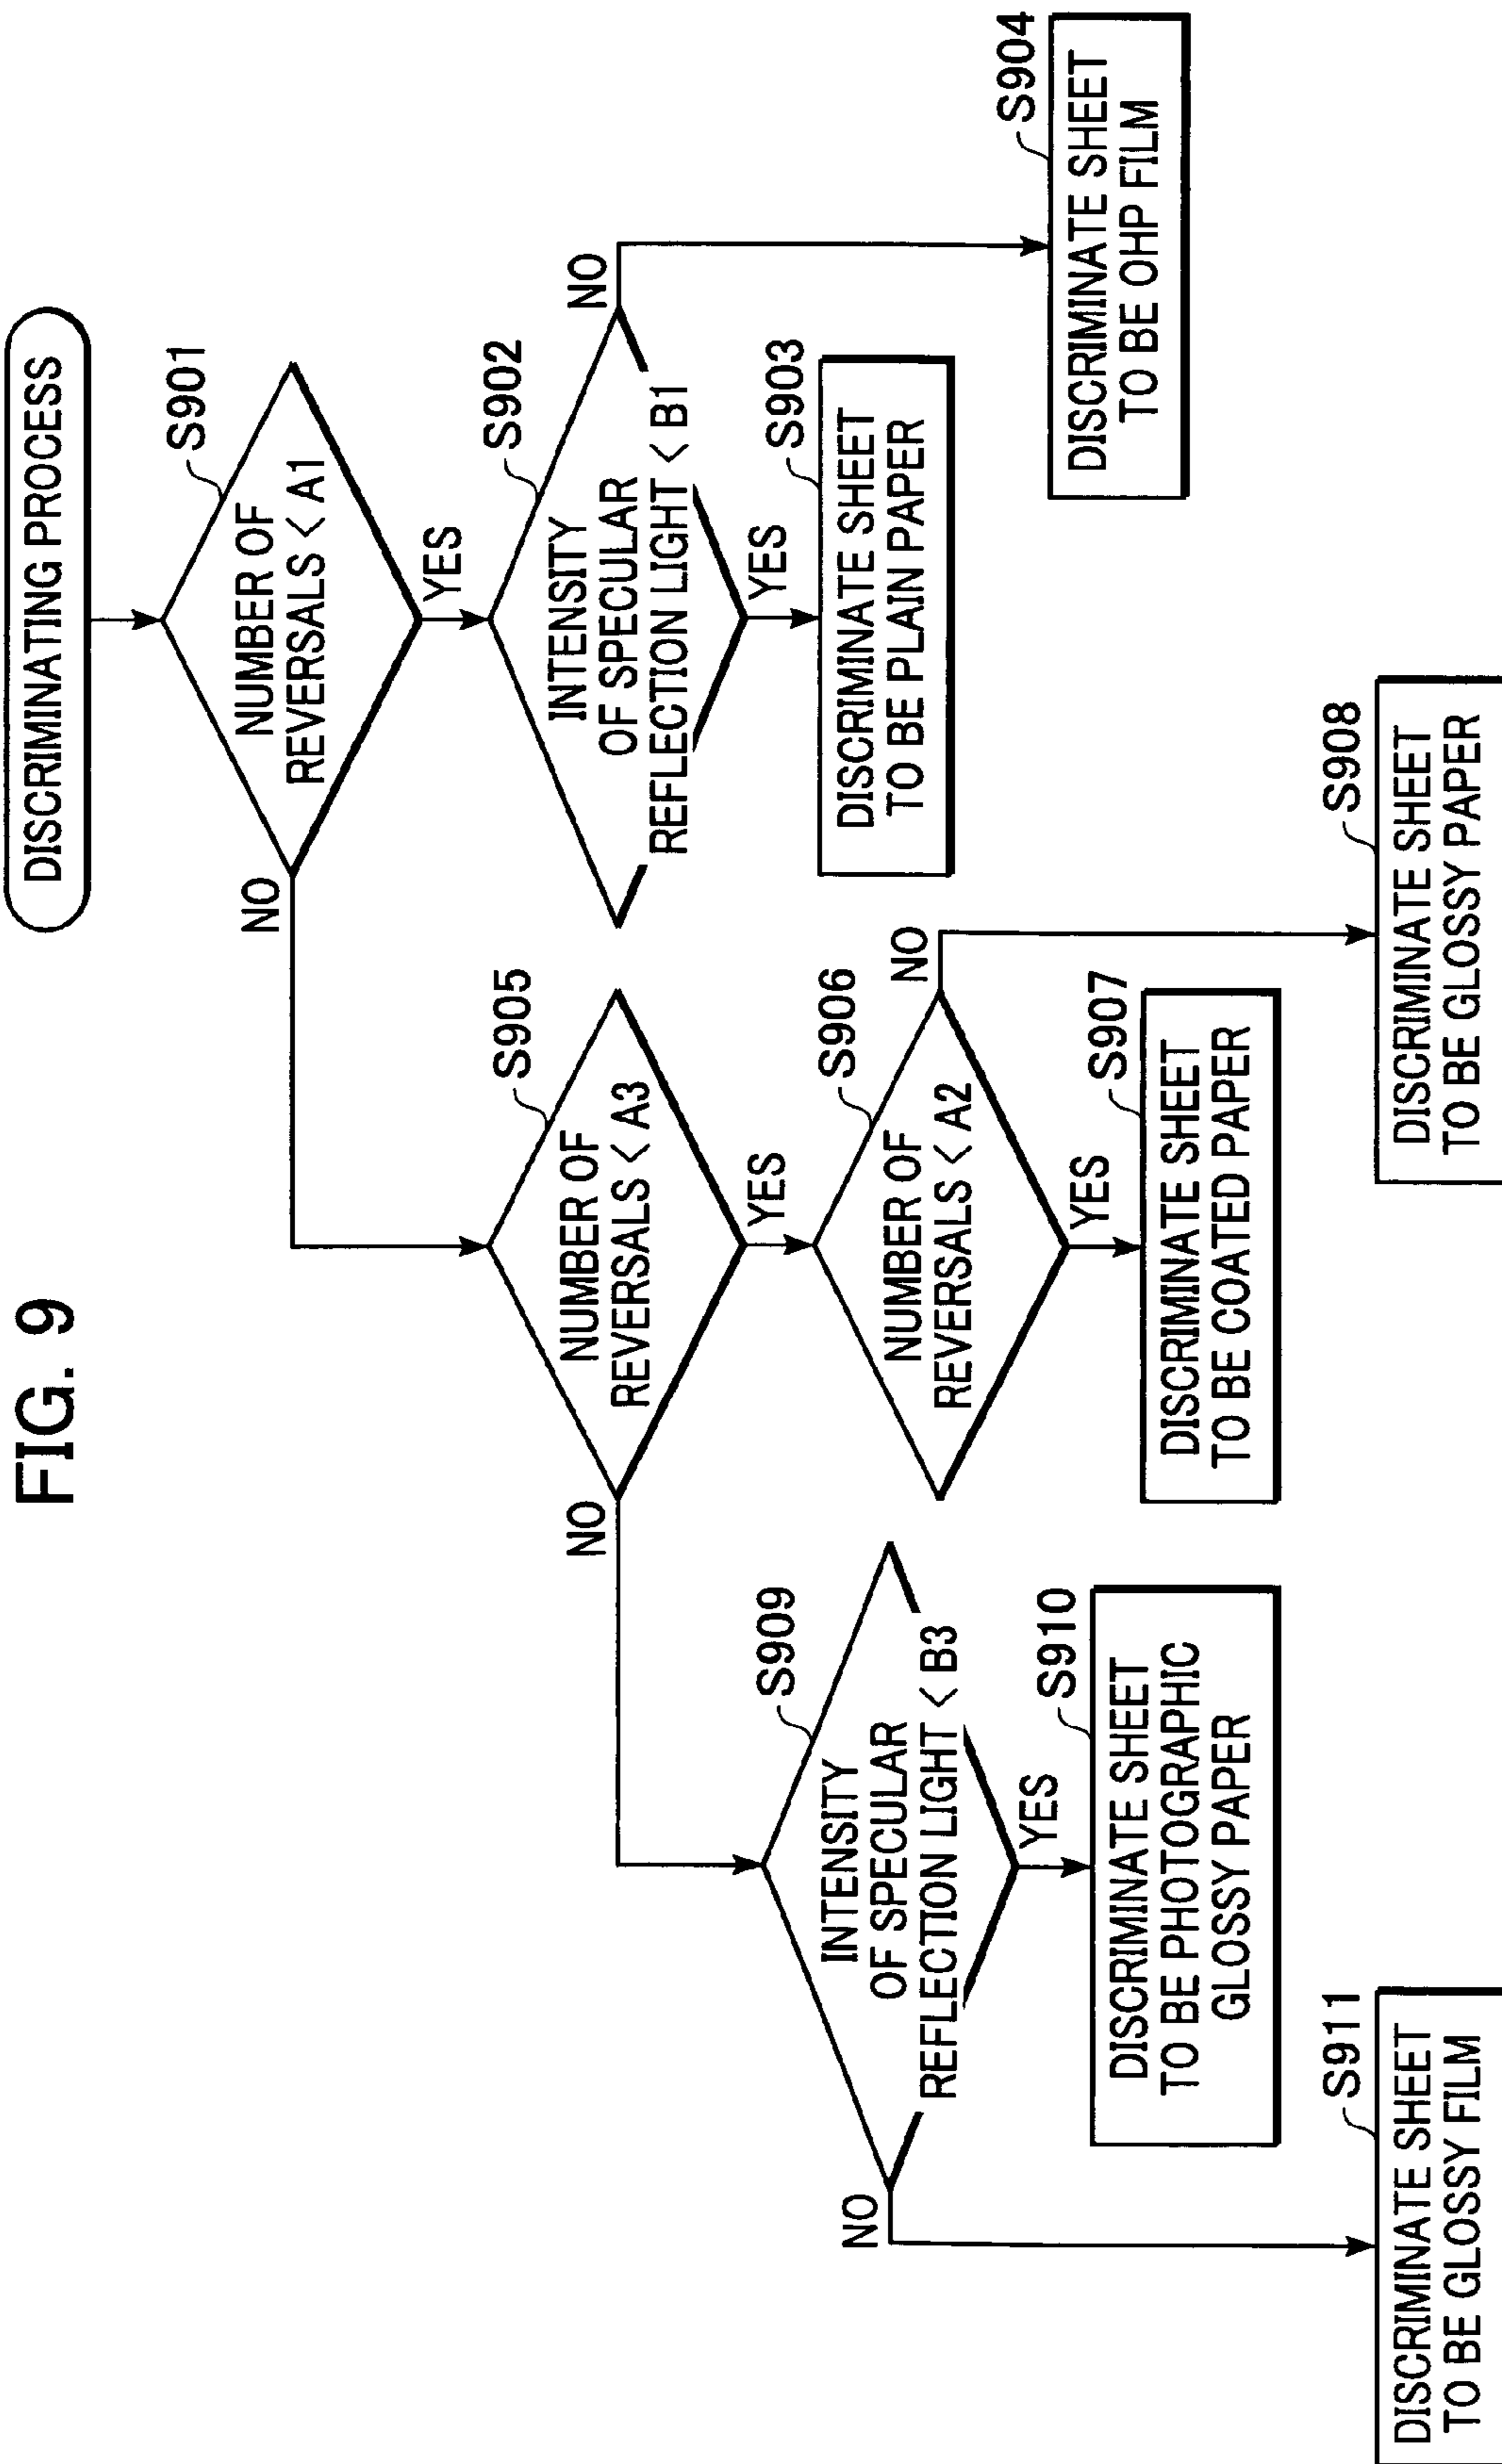 FIG. 9
DISCRIMINATING PROCESS
S901
NUMBER OF
REVERSALS < A1
NO
YES
S902
INTENSITY
OF SPECULAR
REFLECTION LIGHT < B1
NO
YES
S903
DISCRIMINATE SHEET
TO BE PLAIN PAPER
S904
DISCRIMINATE SHEET
TO BE OHP FILM
S905
NUMBER OF
REVERSALS < A3
NO
YES
S906
NUMBER OF
REVERSALS < A2
NO
YES
S907
DISCRIMINATE SHEET
TO BE COATED PAPER
S908
DISCRIMINATE SHEET
TO BE GLOSSY PAPER
S909
INTENSITY
OF SPECULAR
REFLECTION LIGHT < B3
NO
YES
S910
DISCRIMINATE SHEET
TO BE PHOTOGRAPHIC
GLOSSY PAPER
S911
DISCRIMINATE SHEET
TO BE GLOSSY FILM